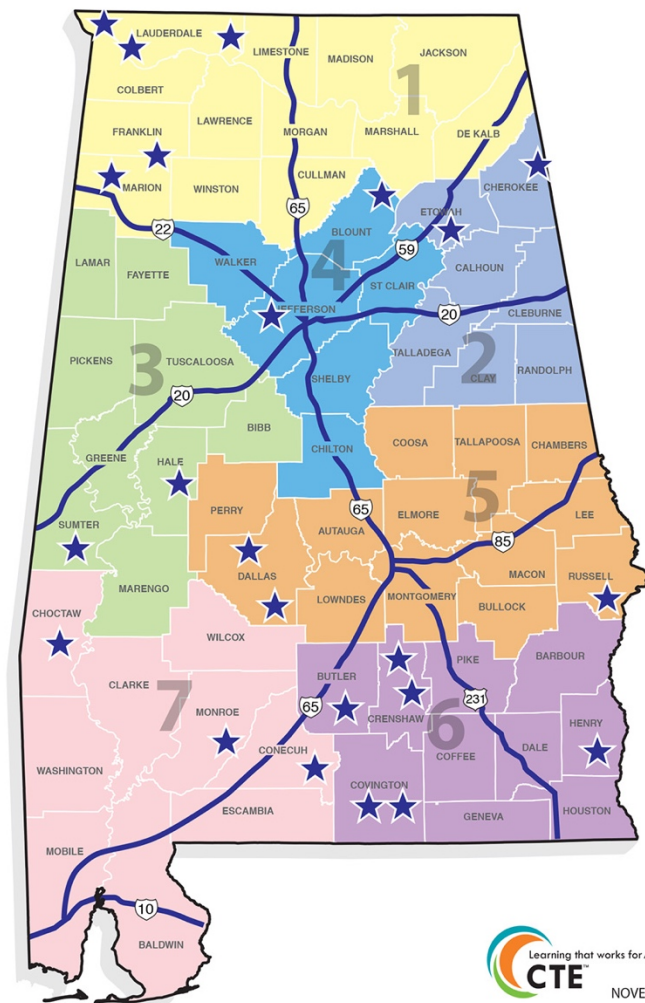 LAUDERDALE
LIMESTONE
MADISON
JACKSON
COLBERT
1
LAWRENCE
FRANKLIN
MORGAN
MARSHALL
DE KALB
MARION
WINSTON
CULLMAN
CHEROKEE
65
ETOWAH
22
BLOUNT
LAMAR
WALKER
4
59
FAYETTE
CALHOUN
ST CLAIR
JEFFERSON
20
CLEBURNE
PICKENS
3
TUSCALOOSA
TALLADEGA
2
RANDOLPH
SHELBY
CLAY
20
BIBB
CHILTON
COOSA
TALLAPOOSA
CHAMBERS
GREENE
HALE
PERRY
65
ELMORE
5
LEE
SUMTER
AUTAUGA
85
DALLAS
MACON
RUSSELL
MARENGO
LOWNDES
MONTGOMERY
BULLOCK
CHOCTAW
WILCOX
PIKE
BARBOUR
CLARKE
BUTLER
7
65
231
MONROE
CRENSHAW
6
HENRY
CONECUH
COFFEE
DALE
WASHINGTON
COVINGTON
ESCAMBIA
GENEVA
HOUSTON
MOBILE
10
BALDWIN
Learning that works for
CTE™
NOVE